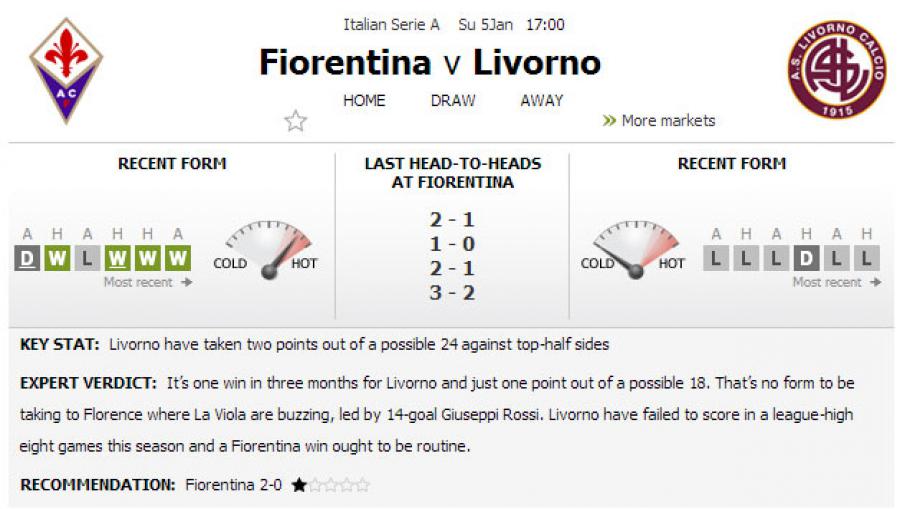 Italian Serie A Su 5Jan 17:00
Fiorentina v Livorno
HOME DRAW AWAY
» More markets
AC
F
A.S. LIVORNO CALCIO
1915
RECENT FORM
A H A H H A
D W L W W W
Most recent →
COLD HOT
LAST HEAD-TO-HEADS
AT FIORENTINA
2 - 1
1 - 0
2 - 1
3 - 2
RECENT FORM
COLD HOT
A H A H A H
L L L D L L
Most recent →
KEY STAT: Livorno have taken two points out of a possible 24 against top-half sides
EXPERT VERDICT: It's one win in three months for Livorno and just one point out of a possible 18. That's no form to be
taking to Florence where La Viola are buzzing, led by 14-goal Giuseppi Rossi. Livorno have failed to score in a league-high
eight games this season and a Fiorentina win ought to be routine.
RECOMMENDATION: Fiorentina 2-0 ★☆☆☆☆